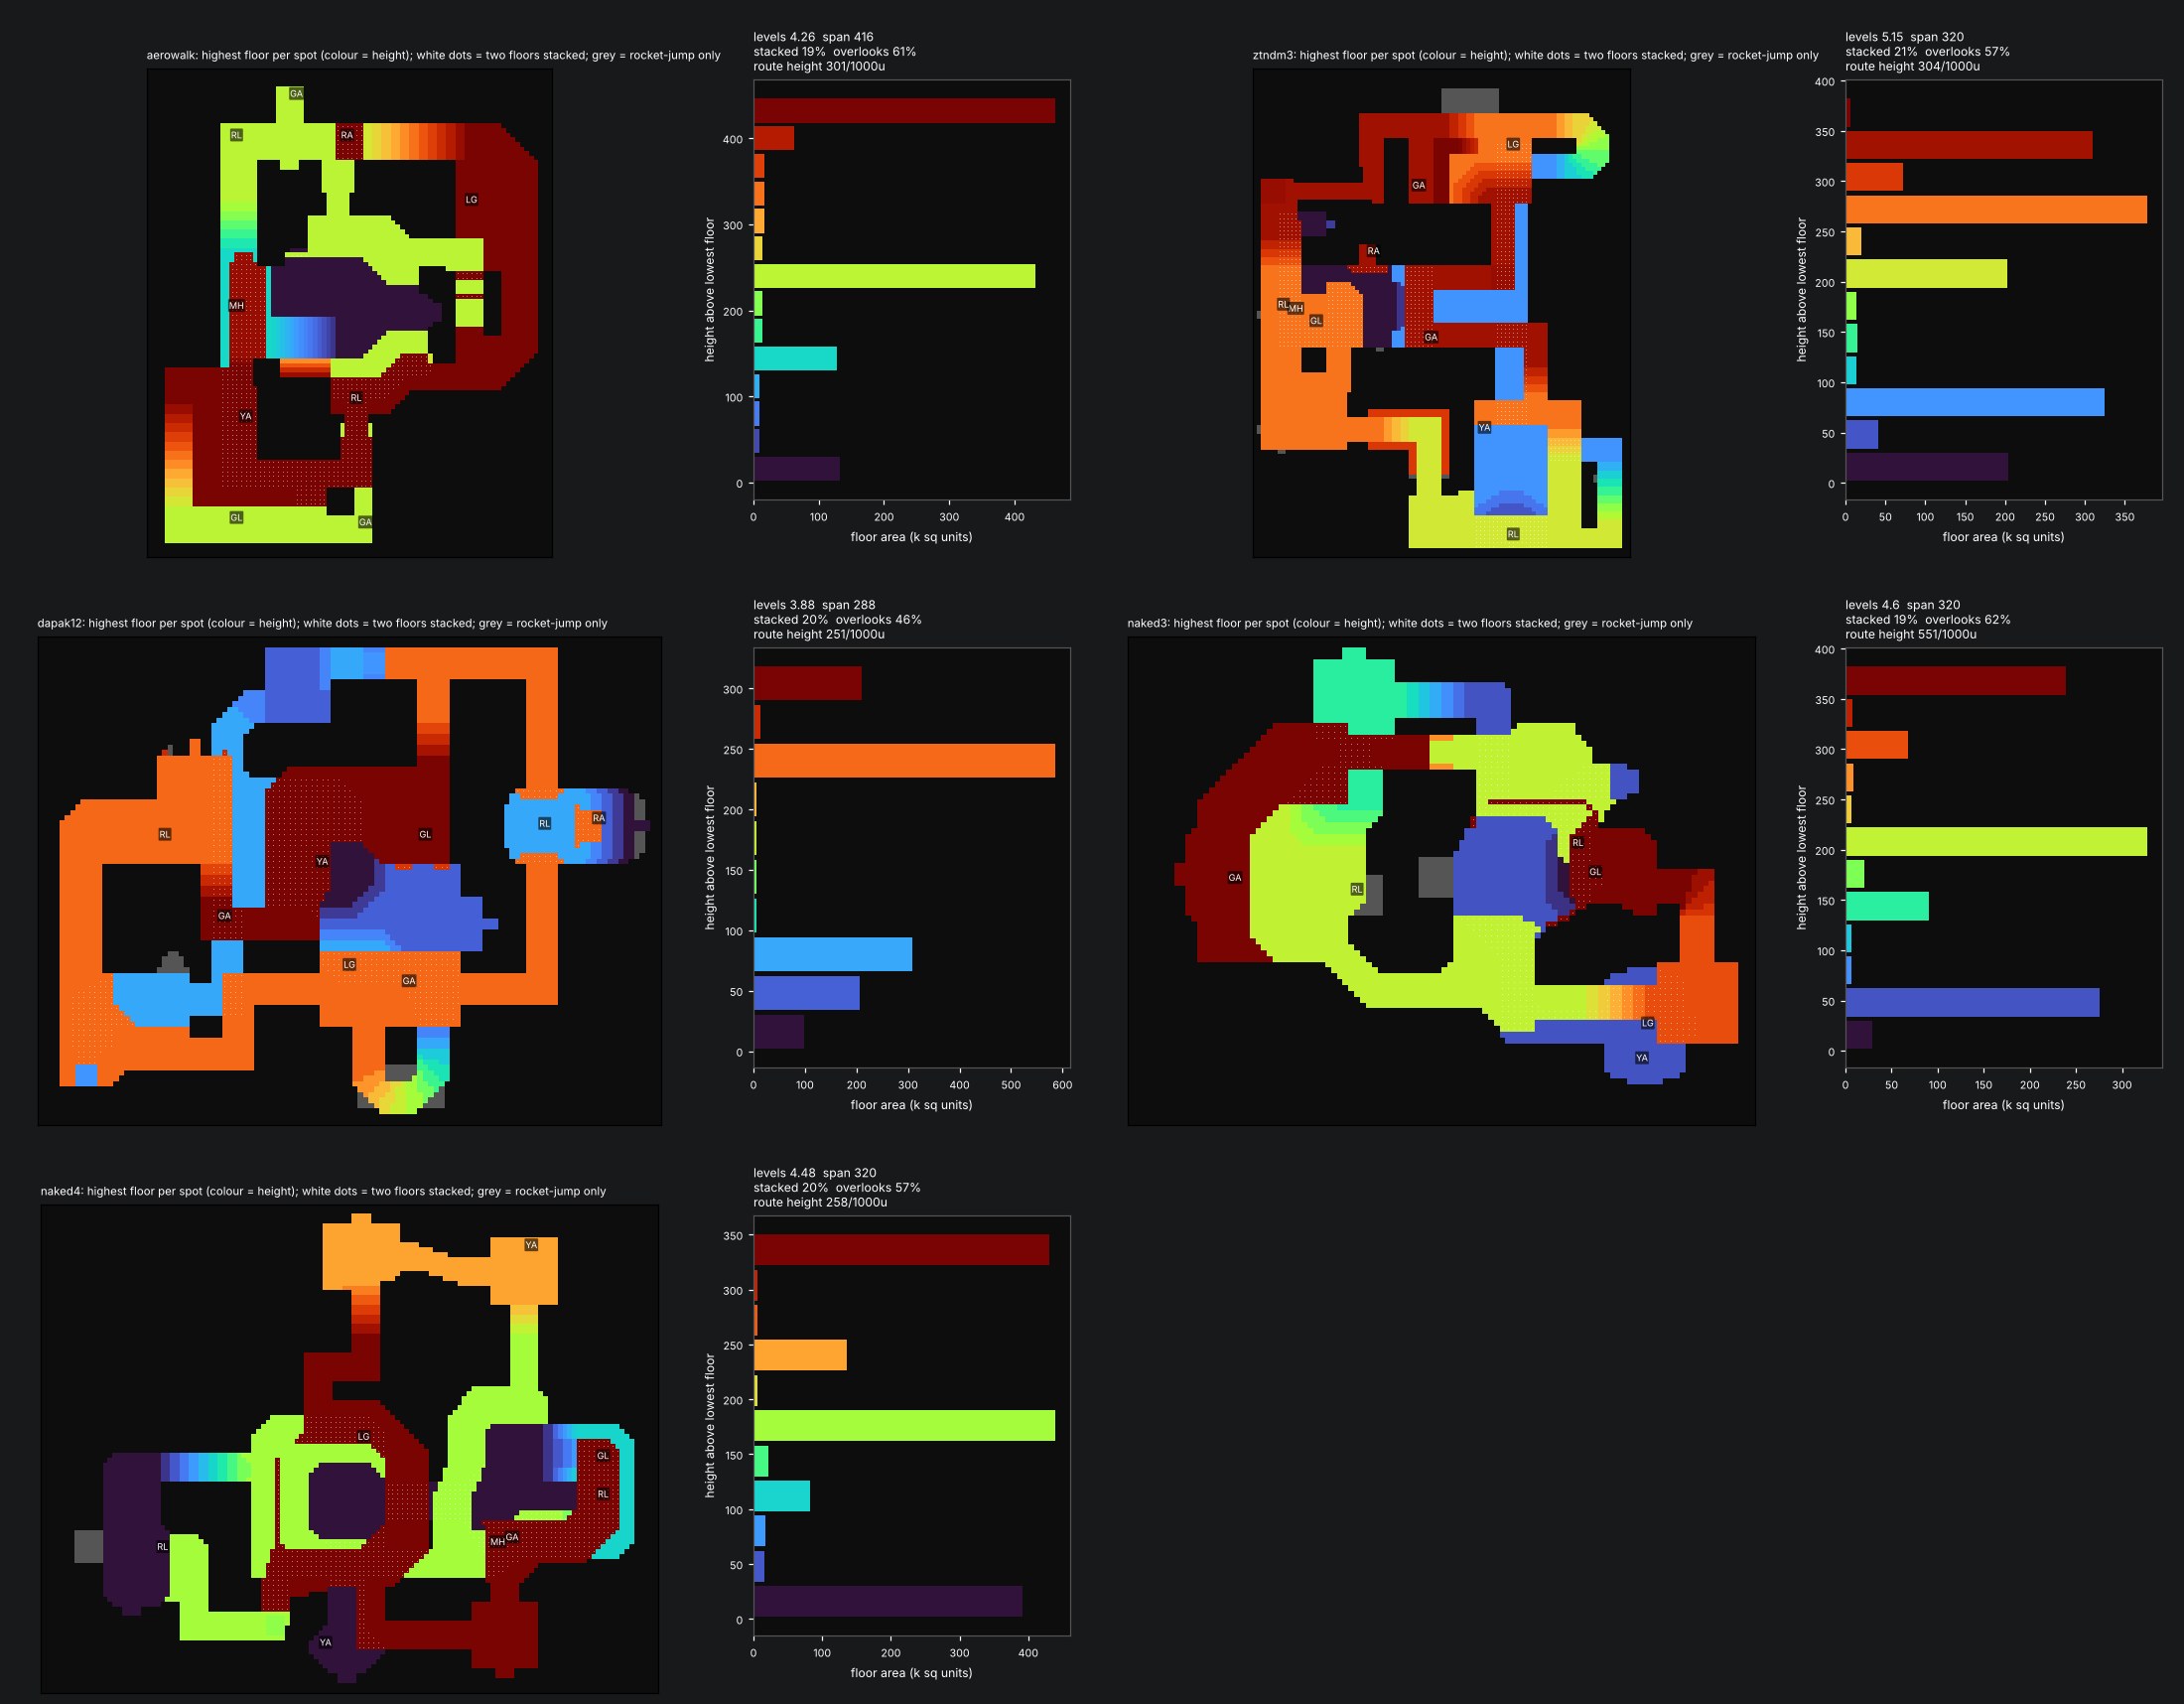 aerowalk: highest floor per spot (colour = height); white dots = two floors stacked; grey = rocket-jump only
GA
RL
RA
LG
MH
RL
YA
GL
GA
levels 4.26 span 416
stacked 19% overlooks 61%
route height 301/1000u
height above lowest floor
400
300
200
100
0
0 100 200 300 400
floor area (k sq units)
ztndm3: highest floor per spot (colour = height); white dots = two floors stacked; grey = rocket-jump only
LG
GA
RA
RL
MH
GL
GA
YA
RL
levels 5.15 span 320
stacked 21% overlooks 57%
route height 304/1000u
height above lowest floor
400
350
300
250
200
150
100
50
0
0 50 100 150 200 250 300 350
floor area (k sq units)
dapak12: highest floor per spot (colour = height); white dots = two floors stacked; grey = rocket-jump only
RL
GL
RL
RA
YA
GA
LG
GA
levels 3.88 span 288
stacked 20% overlooks 46%
route height 251/1000u
height above lowest floor
300
250
200
150
100
50
0
0 100 200 300 400 500 600
floor area (k sq units)
naked3: highest floor per spot (colour = height); white dots = two floors stacked; grey = rocket-jump only
RL
GL
GA
RL
LG
YA
levels 4.6 span 320
stacked 19% overlooks 62%
route height 551/1000u
height above lowest floor
400
350
300
250
200
150
100
50
0
0 50 100 150 200 250 300
floor area (k sq units)
naked4: highest floor per spot (colour = height); white dots = two floors stacked; grey = rocket-jump only
YA
LG
GL
RL
MH
GA
RL
YA
levels 4.48 span 320
stacked 20% overlooks 57%
route height 258/1000u
height above lowest floor
350
300
250
200
150
100
50
0
0 100 200 300 400
floor area (k sq units)